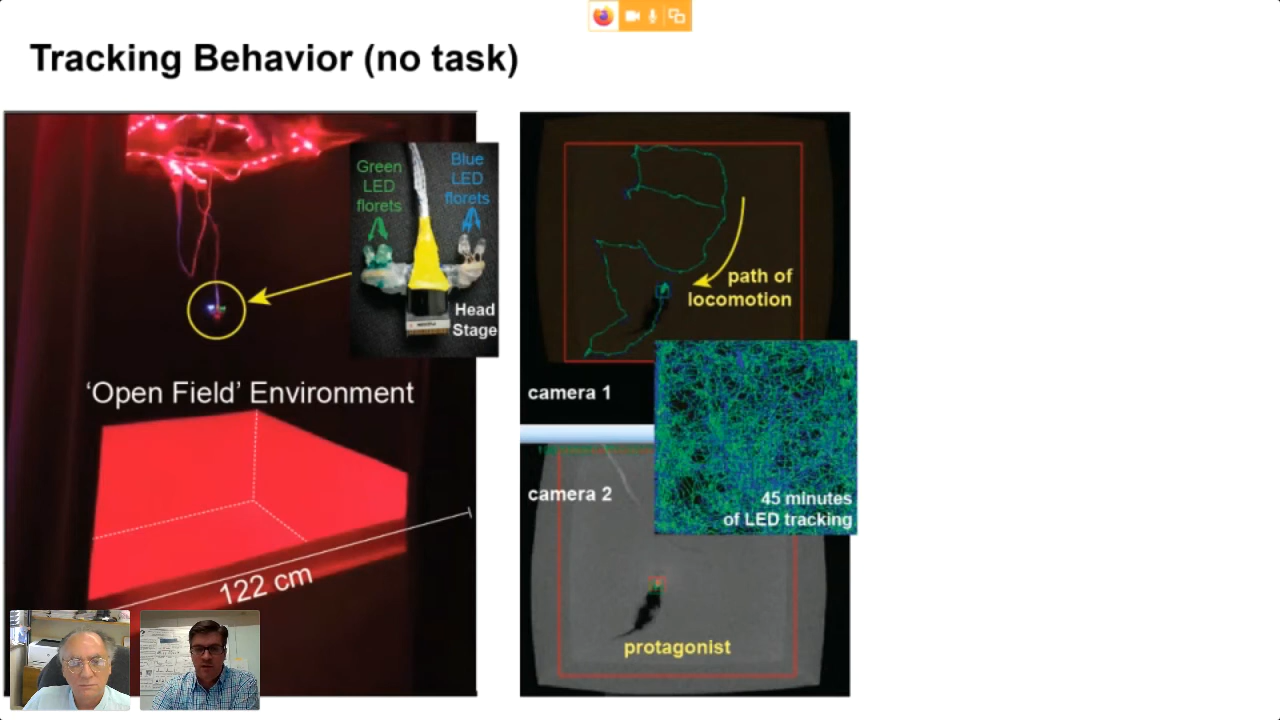 Tracking Behavior (no task)
Green
LED
florets
Blue
LED
florets
Head
Stage
‘Open Field’ Environment
122 cm
path of
locomotion
camera 1
camera 2
45 minutes
of LED tracking
protagonist